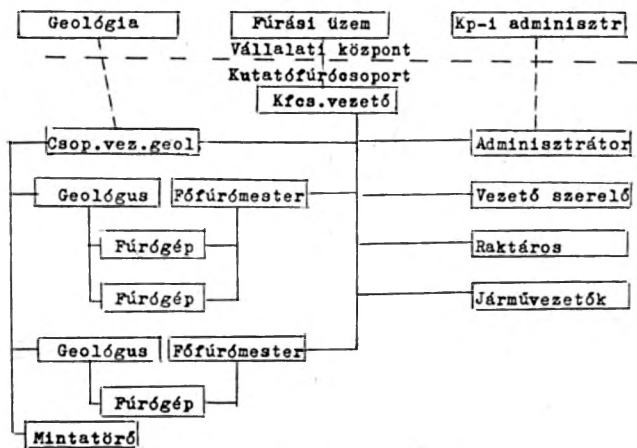 Geológia
Fúrási üzem
Kp-i adminisztr
Vállalati központ
Kutatófúrócsoport
Kfcs.vezető
Csop.vez.geol
Adminisztrátor
Geológus
Főfúrómester
Vezető szerelő
Fúrógép
Raktáros
Fúrógép
Járművezetők
Geológus
Főfúrómester
Fúrógép
Mintatörő